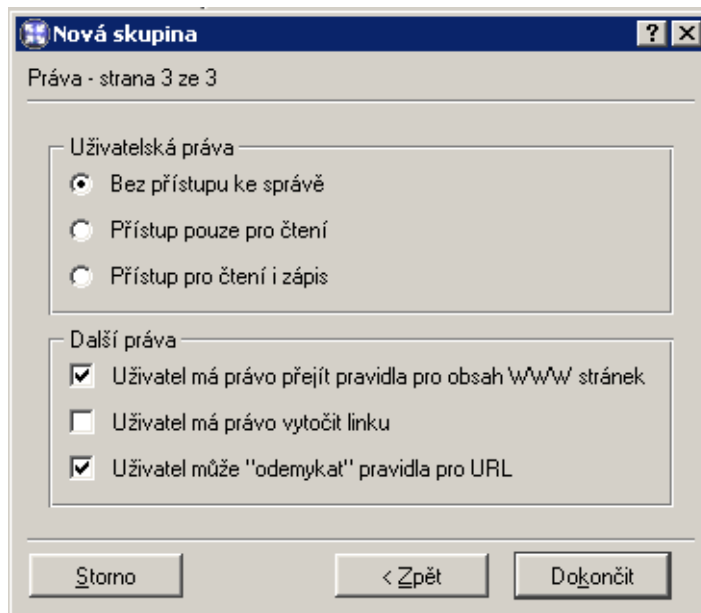 Nová skupina
Práva - strana 3 ze 3
Uživatelská práva
Bez přístupu ke správě
Přístup pouze pro čtení
Přístup pro čtení i zápis
Další práva
Uživatel má právo přejít pravidla pro obsah WWW stránek
Uživatel má právo vytočit linku
Uživatel může "odemykat" pravidla pro URL
Storno
< Zpět
Dokončit